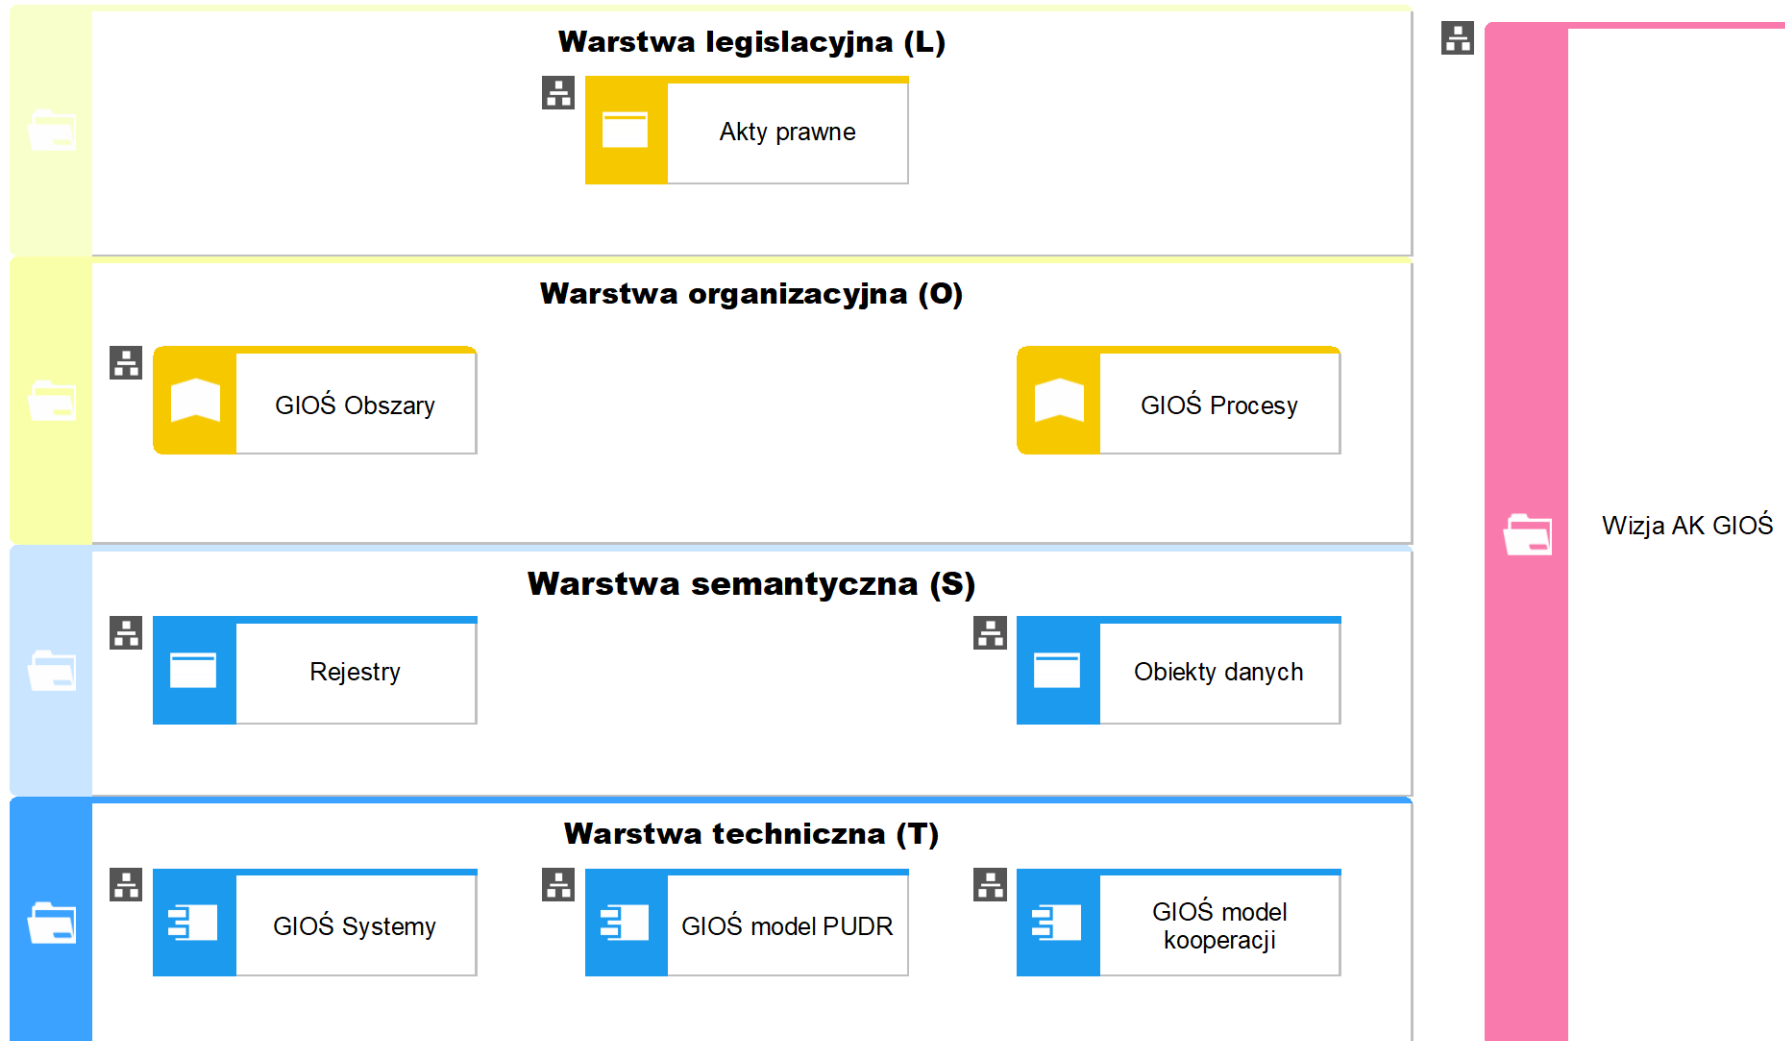 Warstwa legislacyjna (L)
Akty prawne
Warstwa organizacyjna (O)
GIOŚ Obszary
GIOŚ Procesy
Warstwa semantyczna (S)
Rejestry
Obiekty danych
Warstwa techniczna (T)
GIOŚ Systemy
GIOŚ model PUDR
GIOŚ model
kooperacji
Wizja AK GIOŚ